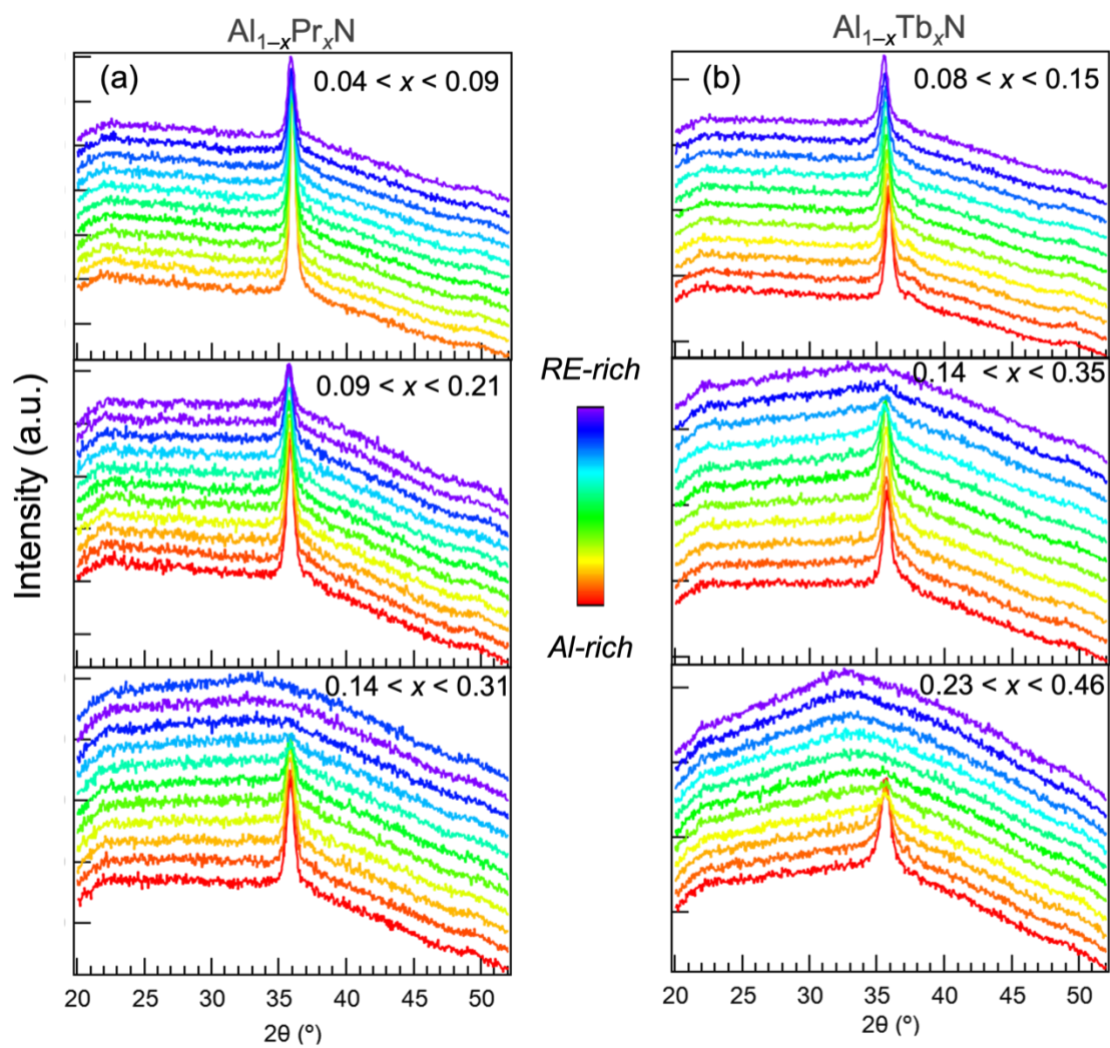 Al1–xPrxN
Al1–xTbxN
(a)
0.04 < x < 0.09
(b)
0.08 < x < 0.15
0.09 < x < 0.21
0.14 < x < 0.35
0.14 < x < 0.31
0.23 < x < 0.46
Intensity (a.u.)
RE-rich
Al-rich
20 25 30 35 40 45 50
2θ (°)
20 25 30 35 40 45 50
2θ (°)